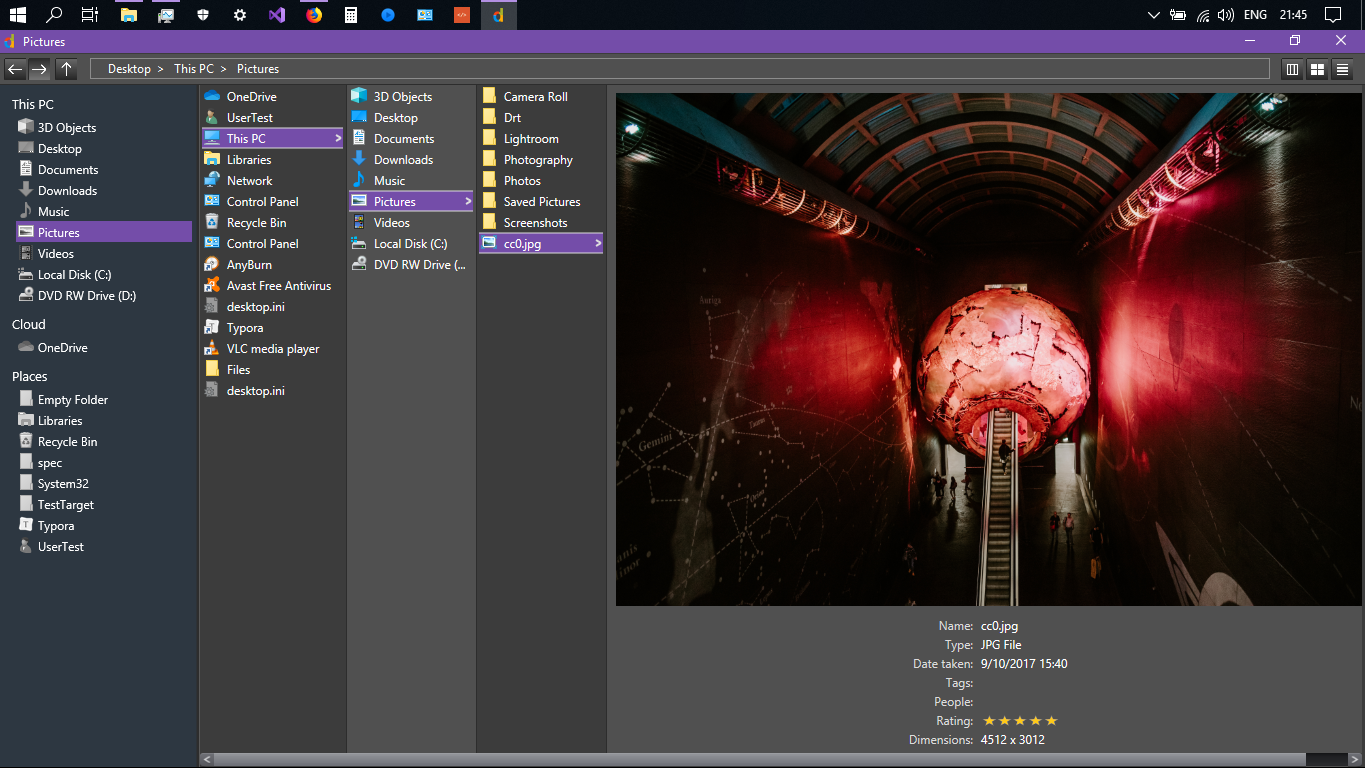 ENG
21:45
Pictures
Desktop > This PC > Pictures
This PC
3D Objects
Desktop
Documents
Downloads
Music
Pictures
Videos
Local Disk (C:)
DVD RW Drive (D:)
Cloud
OneDrive
Places
Empty Folder
Libraries
Recycle Bin
spec
System32
TestTarget
Typora
UserTest
OneDrive
UserTest
This PC >
Libraries
Network
Control Panel
Recycle Bin
Control Panel
AnyBurn
Avast Free Antivirus
desktop.ini
Typora
VLC media player
Files
desktop.ini
3D Objects
Desktop
Documents
Downloads
Music
Pictures >
Videos
Local Disk (C:)
DVD RW Drive (...
Camera Roll
Drt
Lightroom
Photography
Photos
Saved Pictures
Screenshots
cc0.jpg >
Auriga
Taurus
Gemini
Orion
Name: cc0.jpg
Type: JPG File
Date taken: 9/10/2017 15:40
Tags:
People:
Rating: ★★★★★
Dimensions: 4512 x 3012